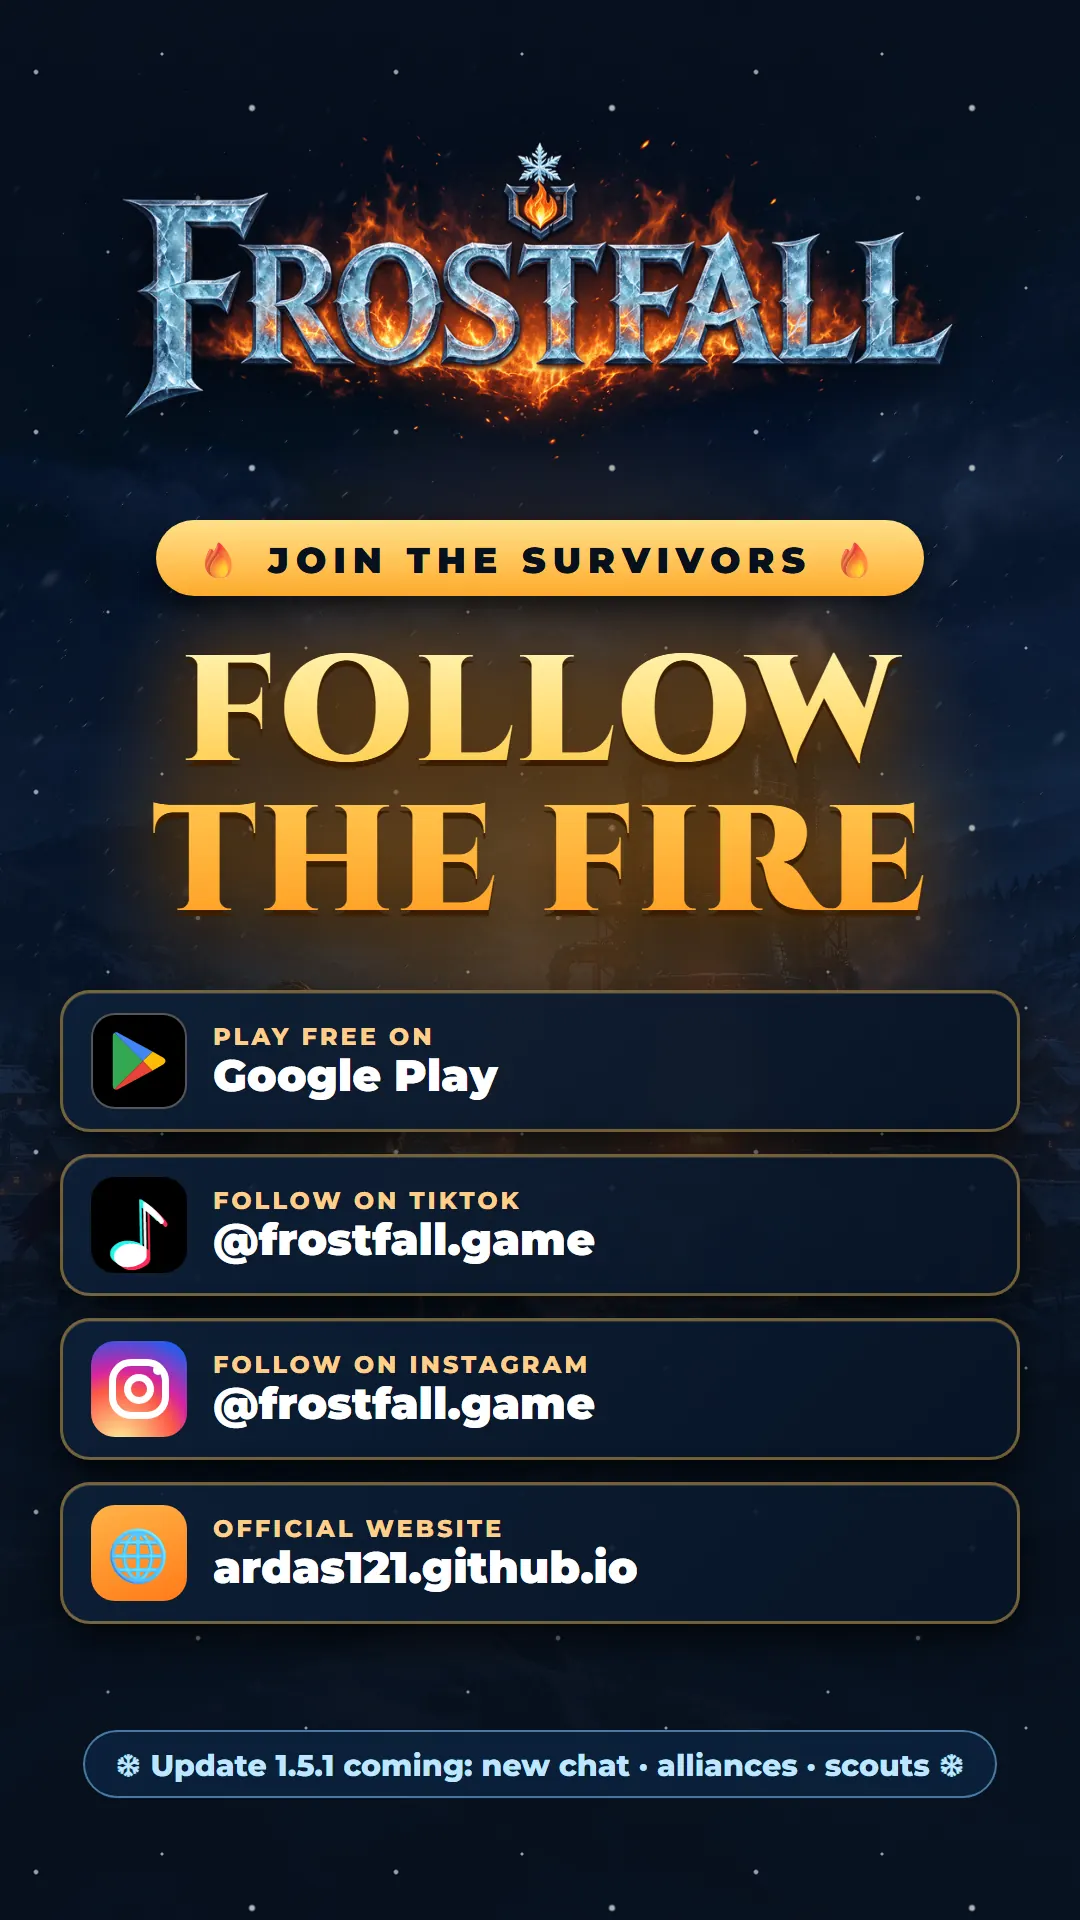 FROSTFALL
🔥 JOIN THE SURVIVORS 🔥
FOLLOW
THE FIRE
PLAY FREE ON
Google Play
FOLLOW ON TIKTOK
@frostfall.game
FOLLOW ON INSTAGRAM
@frostfall.game
OFFICIAL WEBSITE
ardas121.github.io
❄ Update 1.5.1 coming: new chat · alliances · scouts ❄